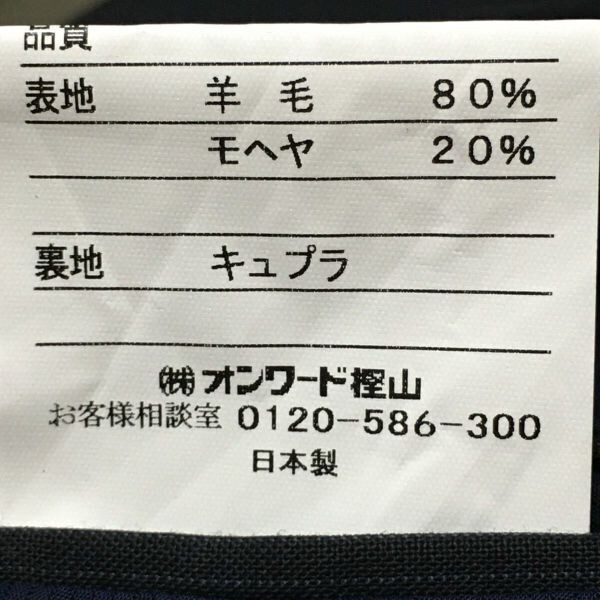 品質
表地 羊毛 80%
モヘヤ 20%
裏地 キュプラ
㈱オンワード樫山
お客様相談室 0120-586-300
日本製